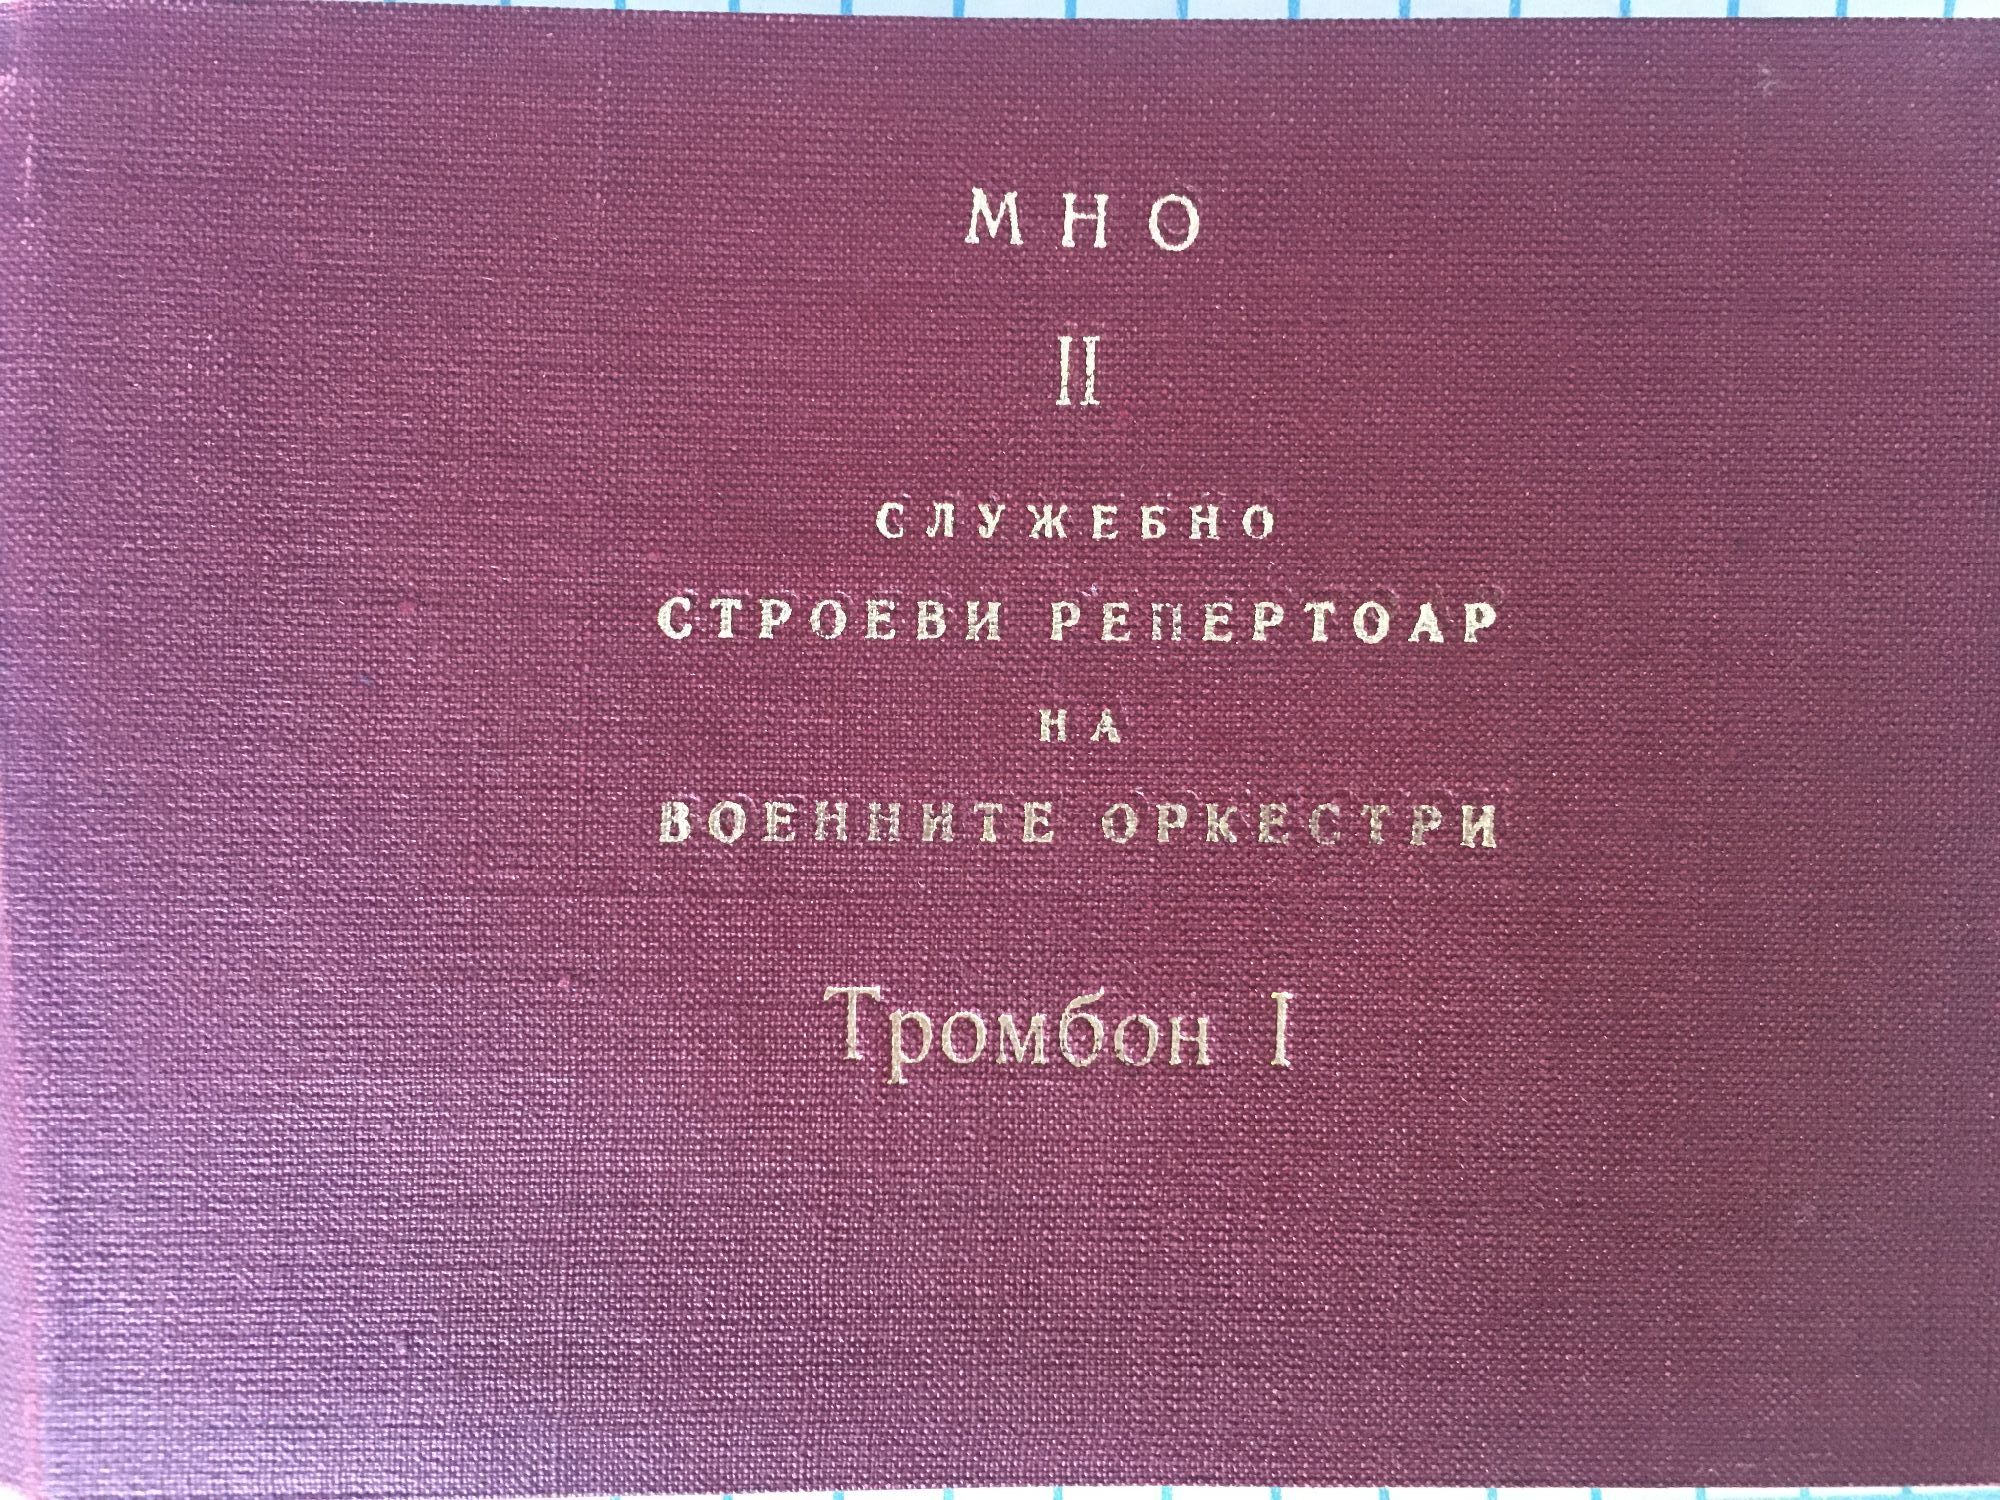 МНО
II
СЛУЖЕБНО
СТРОЕВИ РЕПЕРТОАР
НА
ВОЕННИТЕ ОРКЕСТРИ
Тромбон I